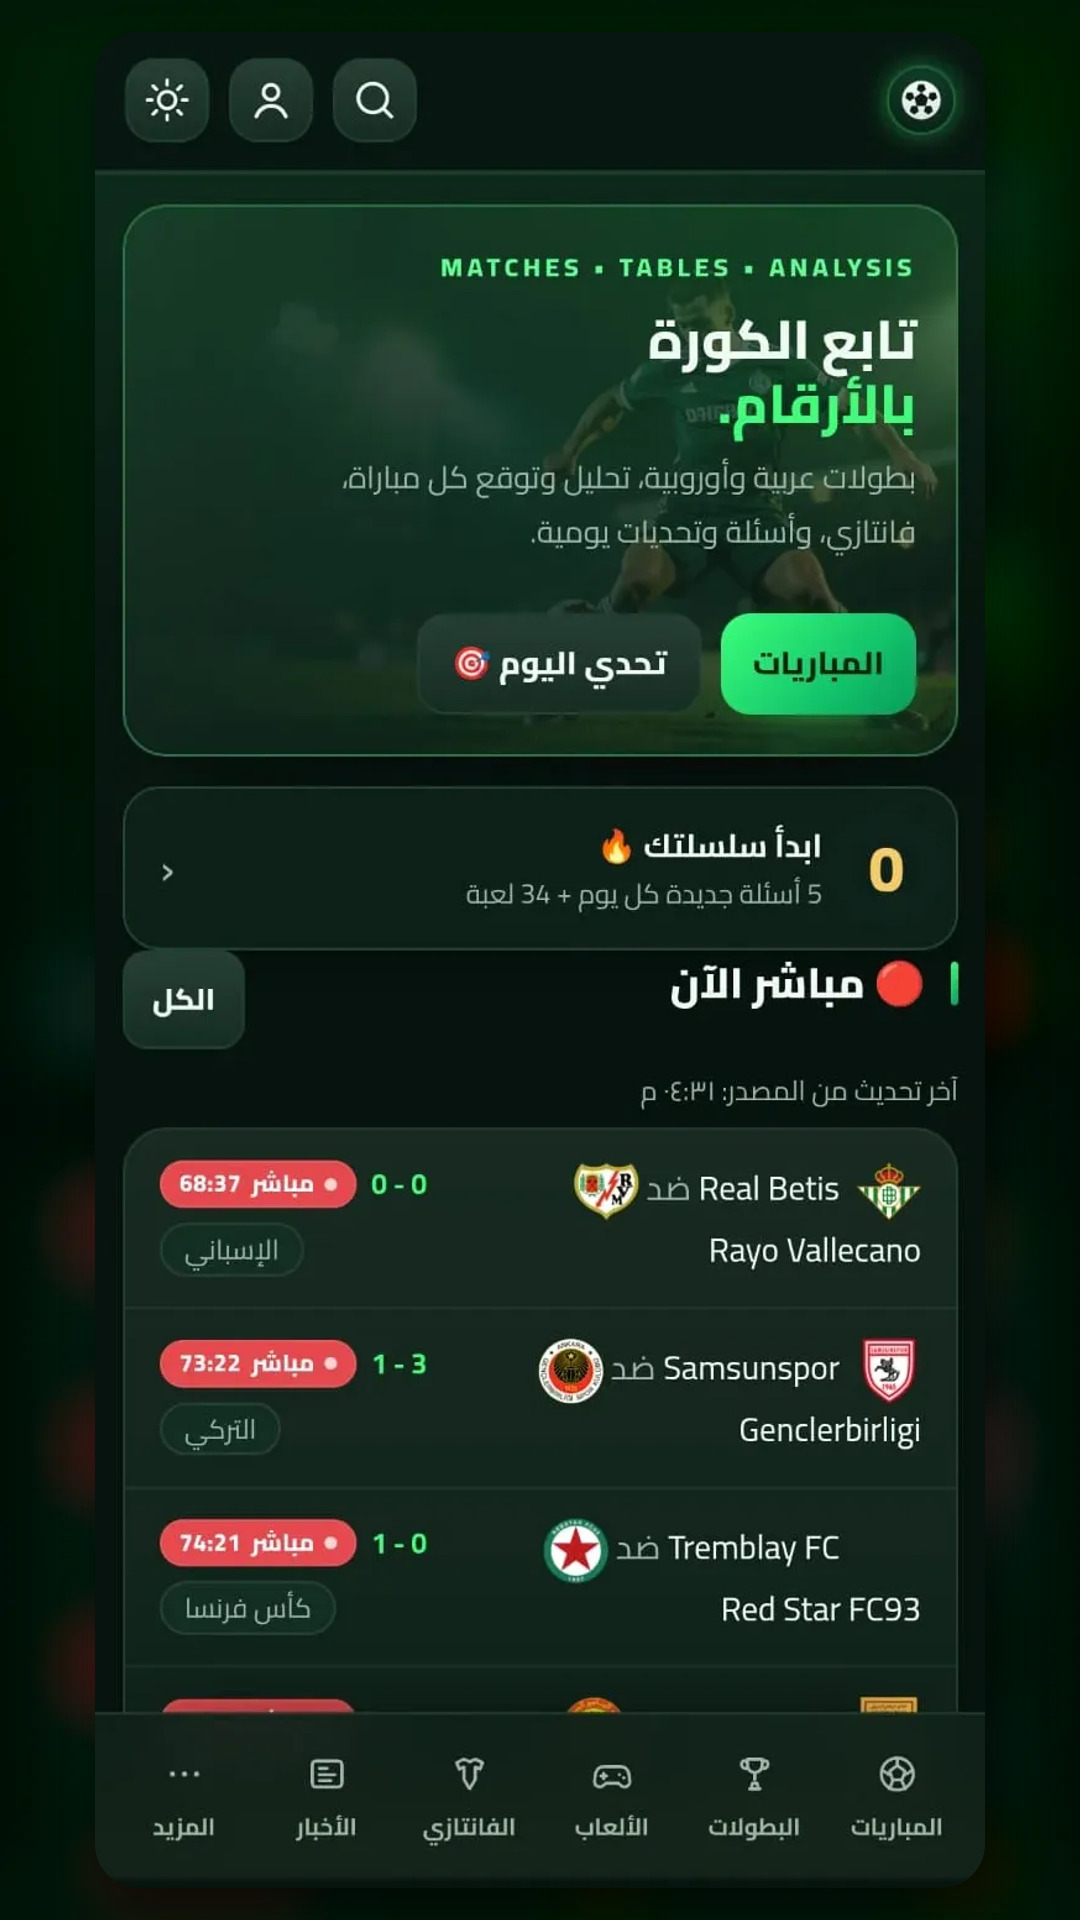 MATCHES ▪ TABLES ▪ ANALYSIS
تابع الكورة
بالأرقام.
بطولات عربية وأوروبية، تحليل وتوقع كل مباراة،
فانتازي، وأسئلة وتحديات يومية.
المباريات
تحدي اليوم 🎯
0
ابدأ سلسلتك 🔥
5 أسئلة جديدة كل يوم + 34 لعبة
‹
🔴 مباشر الآن
الكل
آخر تحديث من المصدر: ٠٤:٣١ م
Real Betis ضد
Rayo Vallecano
0 - 0
مباشر 68:37
الإسباني
Samsunspor ضد
Genclerbirligi
1 - 3
مباشر 73:22
التركي
Tremblay FC ضد
Red Star FC93
1 - 0
مباشر 74:21
كأس فرنسا
المباريات
البطولات
الألعاب
الفانتازي
الأخبار
المزيد